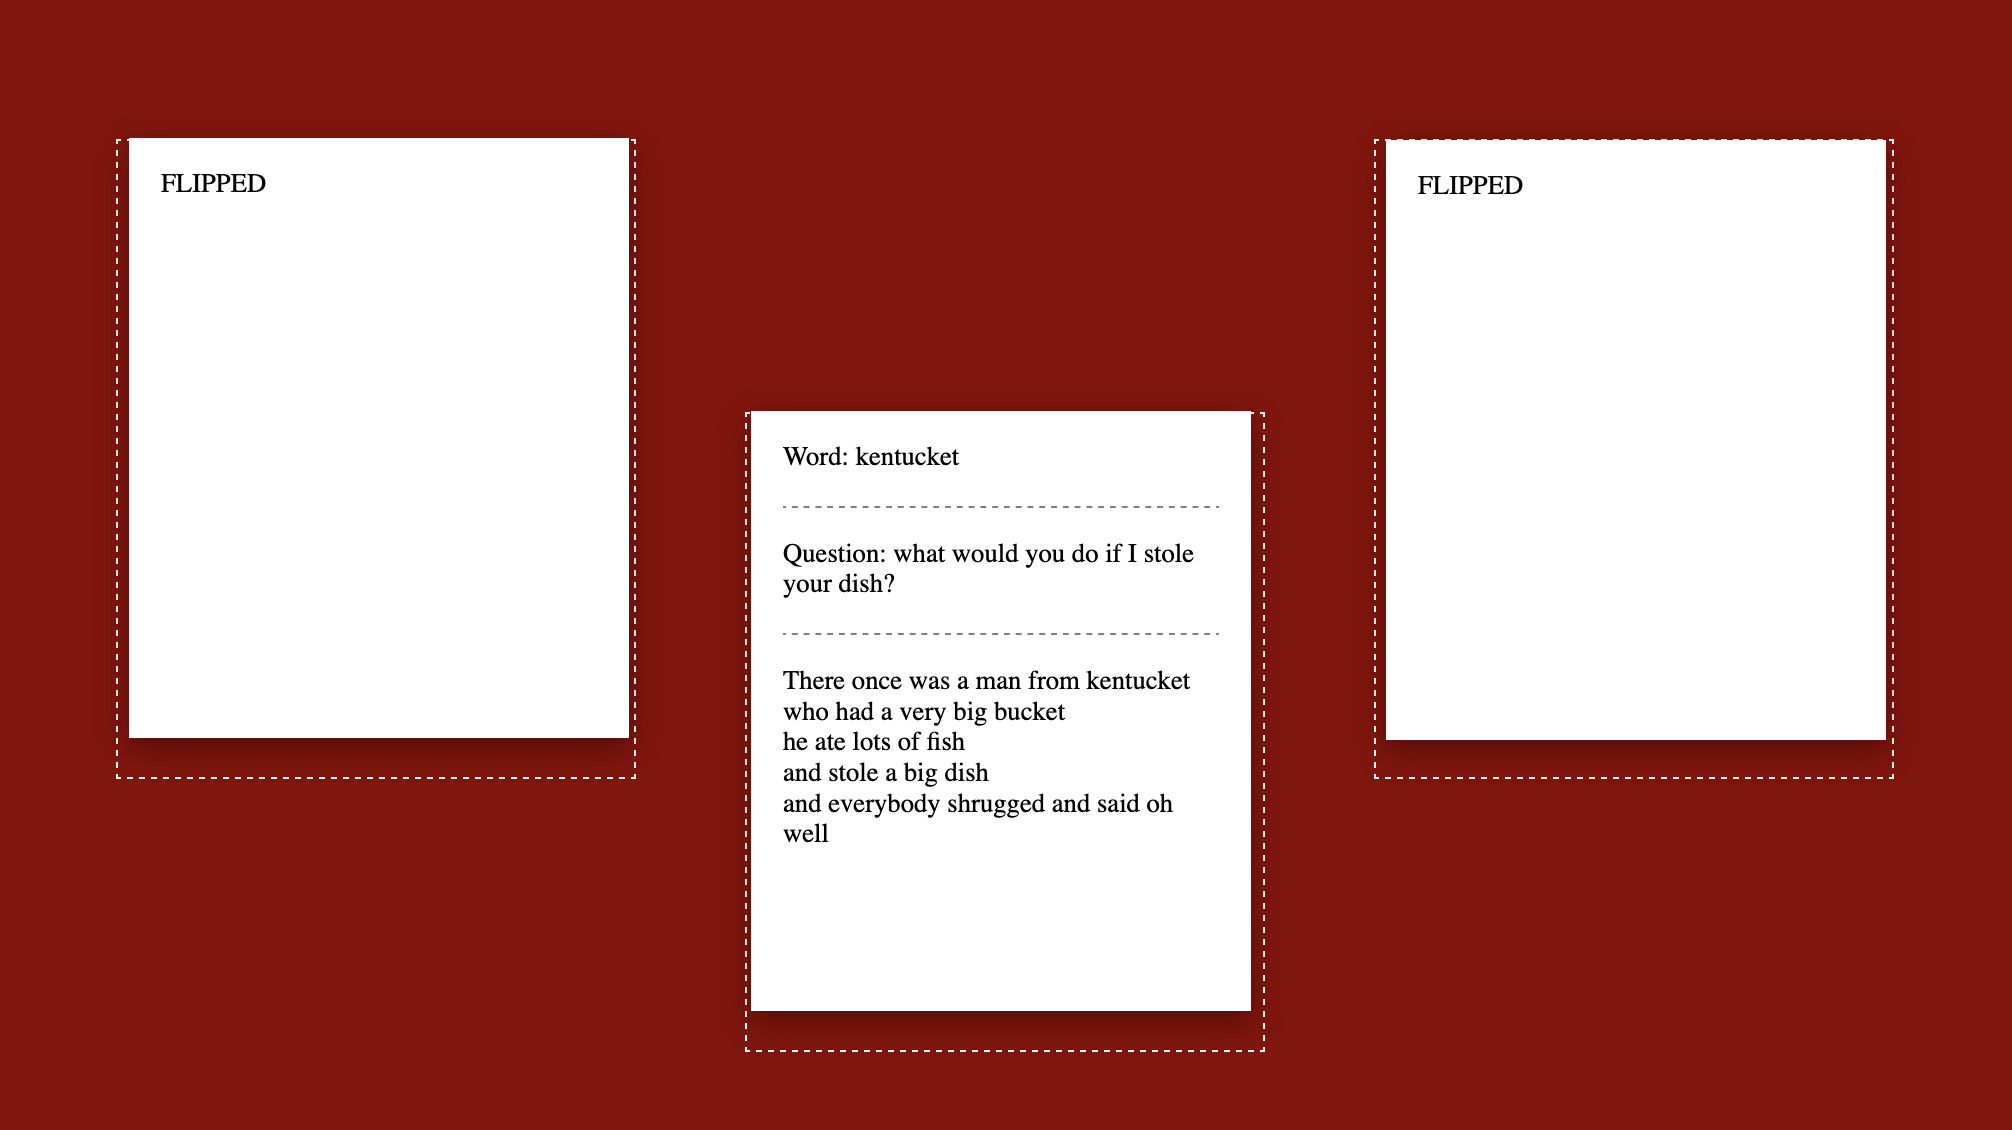 FLIPPED
FLIPPED
Word: kentucket
Question: what would you do if I stole
your dish?
There once was a man from kentucket
who had a very big bucket
he ate lots of fish
and stole a big dish
and everybody shrugged and said oh
well